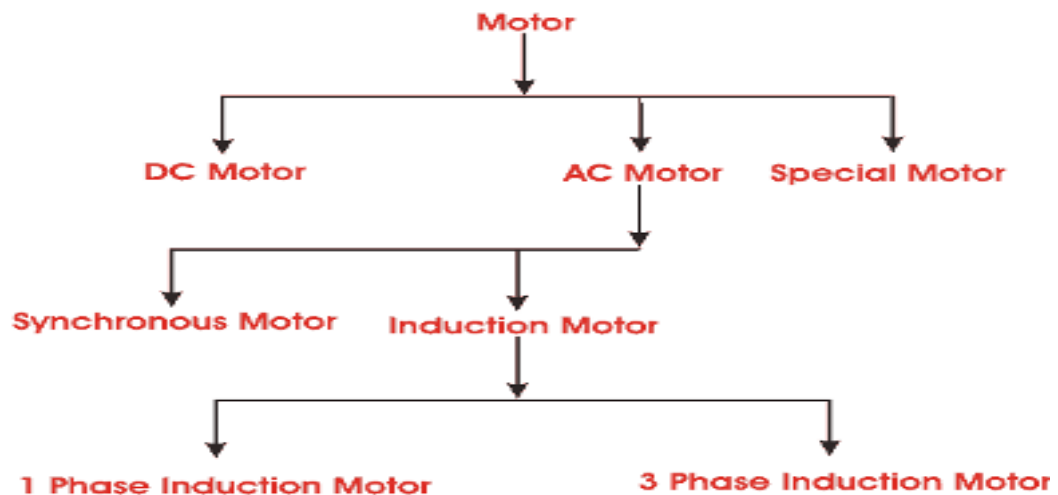 Motor
DC Motor
AC Motor
Special Motor
Synchronous Motor
Induction Motor
1 Phase Induction Motor
3 Phase Induction Motor